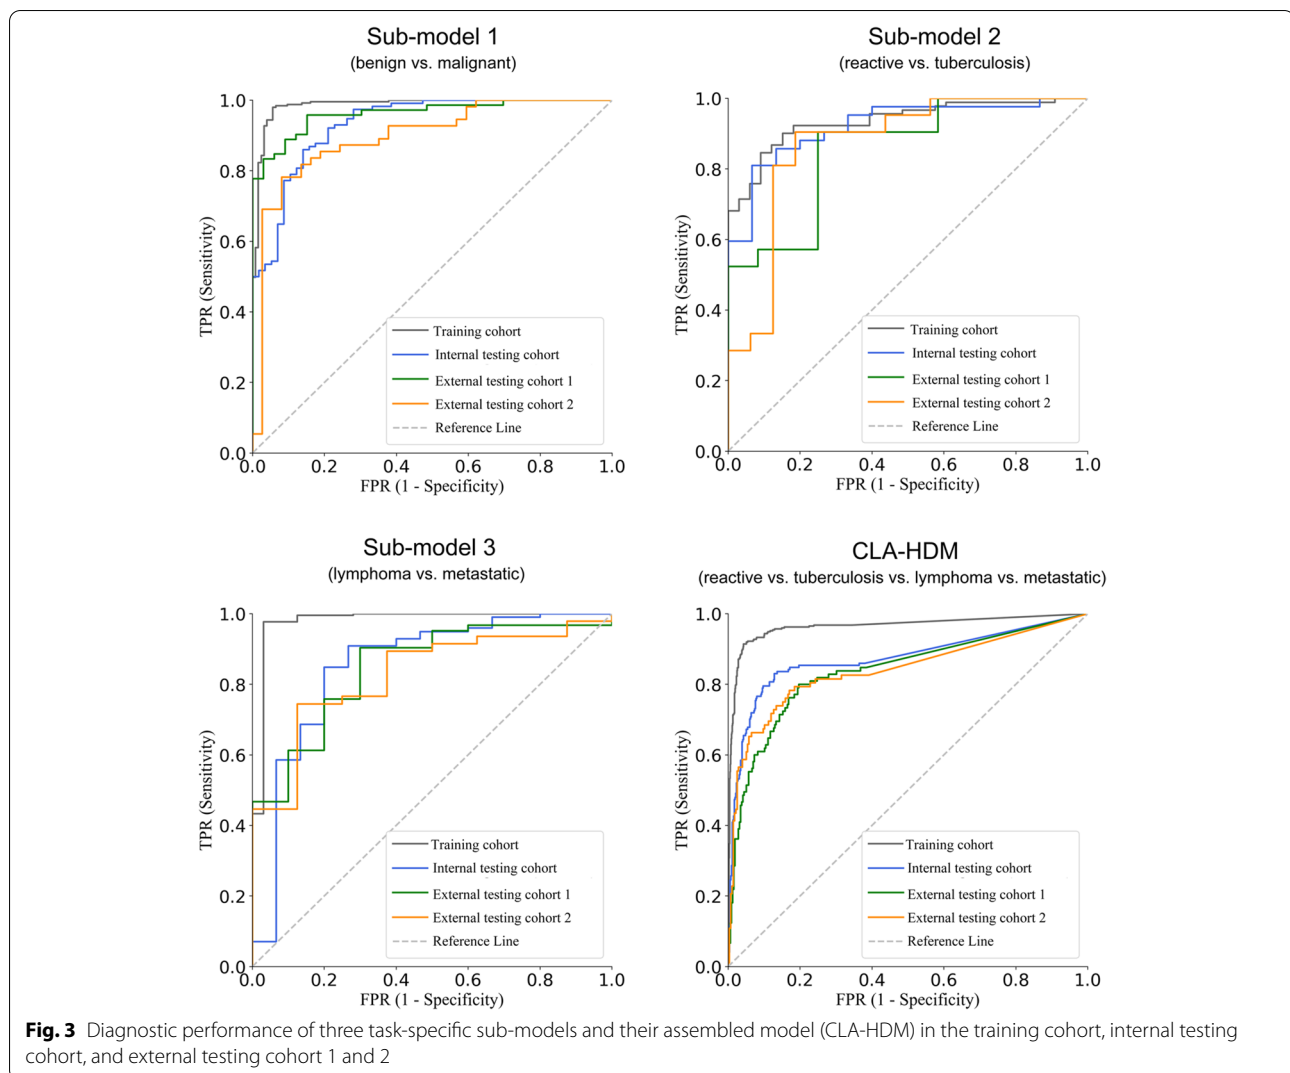 Sub-model 1
(benign vs. malignant)
1.0
0.8
0.6
0.4
0.2
0.0
TPR (Sensitivity)
Training cohort
Internal testing cohort
External testing cohort 1
External testing cohort 2
Reference Line
0.0 0.2 0.4 0.6 0.8 1.0
FPR (1 - Specificity)
Sub-model 2
(reactive vs. tuberculosis)
1.0
0.8
0.6
0.4
0.2
0.0
TPR (Sensitivity)
Training cohort
Internal testing cohort
External testing cohort 1
External testing cohort 2
Reference Line
0.0 0.2 0.4 0.6 0.8 1.0
FPR (1 - Specificity)
Sub-model 3
(lymphoma vs. metastatic)
1.0
0.8
0.6
0.4
0.2
0.0
TPR (Sensitivity)
Training cohort
Internal testing cohort
External testing cohort 1
External testing cohort 2
Reference Line
0.0 0.2 0.4 0.6 0.8 1.0
FPR (1 - Specificity)
CLA-HDM
(reactive vs. tuberculosis vs. lymphoma vs. metastatic)
1.0
0.8
0.6
0.4
0.2
0.0
TPR (Sensitivity)
Training cohort
Internal testing cohort
External testing cohort 1
External testing cohort 2
Reference Line
0.0 0.2 0.4 0.6 0.8 1.0
FPR (1 - Specificity)
Fig. 3 Diagnostic performance of three task-specific sub-models and their assembled model (CLA-HDM) in the training cohort, internal testing
cohort, and external testing cohort 1 and 2